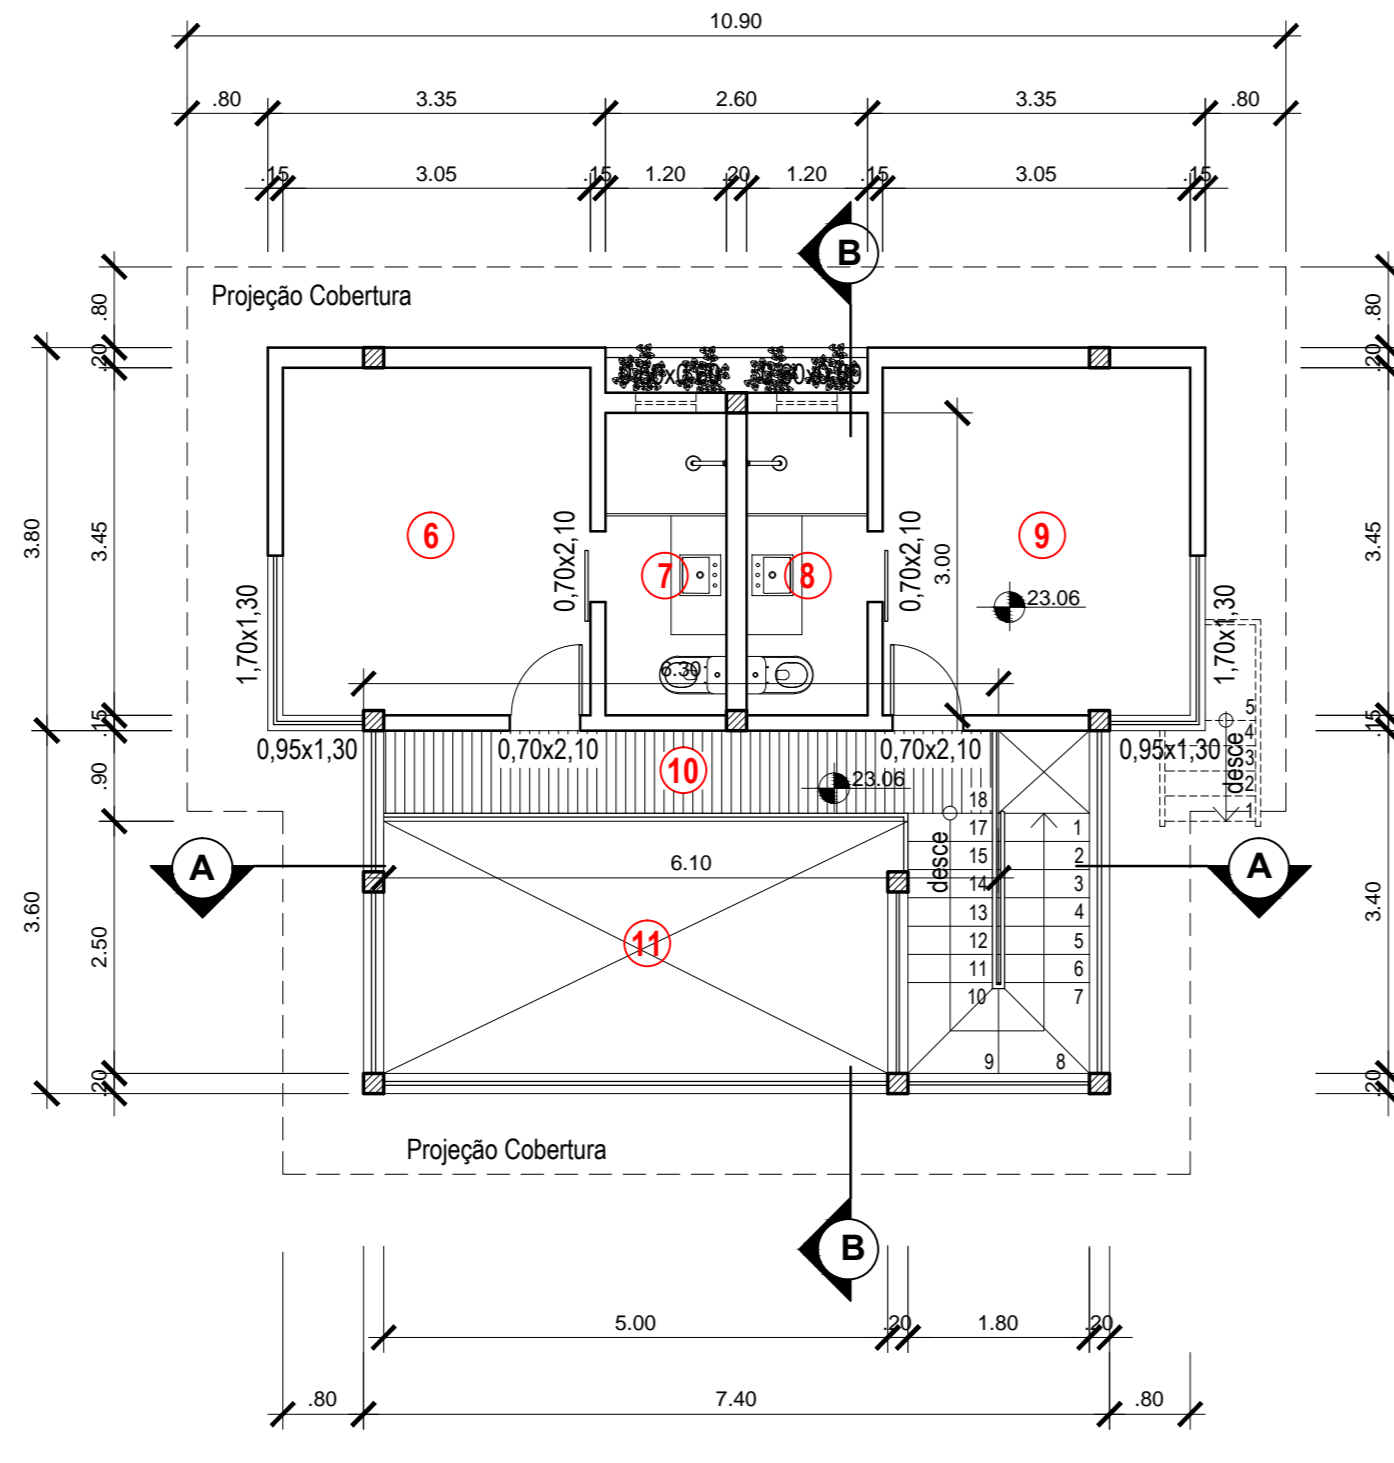 10.90
.80 3.35 2.60 3.35 .80
.15 3.05 .15 1.20 .20 1.20 .15 3.05 .15
B
Projeção Cobertura
.80
.20
3.45
3.80
.15
.90
3.60
2.50
.20
.80
.20
3.45
.15
3.40
.20
6
7
8
9
0,70x2,10
0,70x2,10
3.00
23.06
1,70x1,30
1,70x1,30
6.30
0,95x1,30
0,70x2,10
10
0,70x2,10
0,95x1,30
23.06
5
4
3
2
1
desce
18
17
15
14
13
12
11
10
9
8
7
6
5
4
3
2
1
desce
A
6.10
A
11
Projeção Cobertura
B
5.00 .20 1.80 .20
.80 7.40 .80